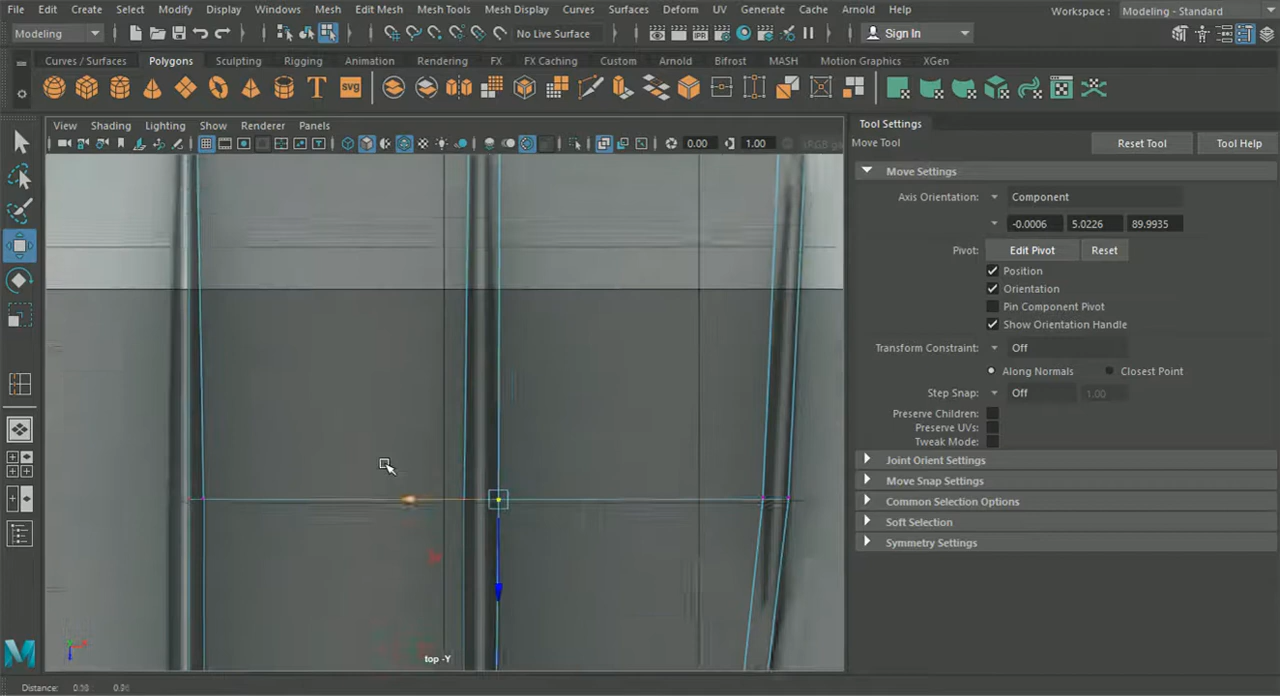 File Edit Create Select Modify Display Windows Mesh Edit Mesh Mesh Tools Mesh Display Curves Surfaces Deform UV Generate Cache Arnold Help Workspace: Modeling - Standard
Modeling No Live Surface Sign In
Curves / Surfaces Polygons Sculpting Rigging Animation Rendering FX FX Caching Custom Arnold Bifrost MASH Motion Graphics XGen
T SVG
View Shading Lighting Show Renderer Panels
0.00 1.00
Tool Settings
Move Tool Reset Tool Tool Help
Move Settings
Axis Orientation: Component
-0.0006 5.0226 89.9935
Pivot: Edit Pivot Reset
Position
Orientation
Pin Component Pivot
Show Orientation Handle
Transform Constraint: Off
Along Normals Closest Point
Step Snap: Off 1.00
Preserve Children:
Preserve UVs:
Tweak Mode:
Joint Orient Settings
Move Snap Settings
Common Selection Options
Soft Selection
Symmetry Settings
top -Y
M
Distance: